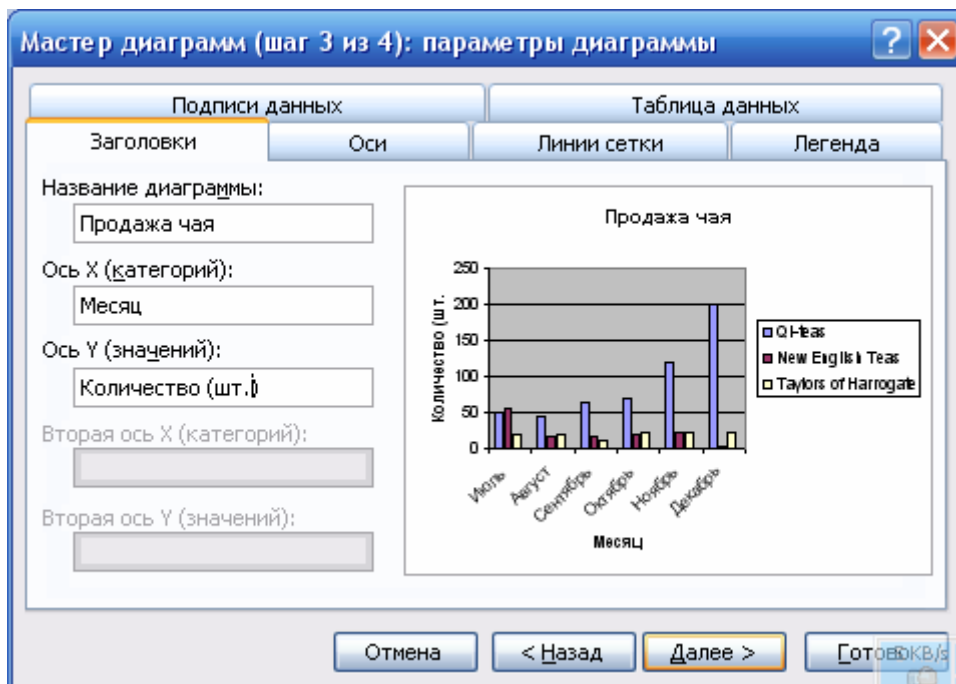 Мастер диаграмм (шаг 3 из 4): параметры диаграммы
Подписи данных
Таблица данных
Заголовки
Оси
Линии сетки
Легенда
Название диаграммы:
Продажа чая
Ось X (категорий):
Месяц
Ось Y (значений):
Количество (шт.)
Вторая ось X (категорий):
Вторая ось Y (значений):
Продажа чая
Количество (шт.
250
200
150
100
50
0
Июль
Август
Сентябрь
Октябрь
Ноябрь
Декабрь
Месяц
Qi-teas
New English Teas
Taylors of Harrogate
Отмена
< Назад
Далее >
Готово
KB/s